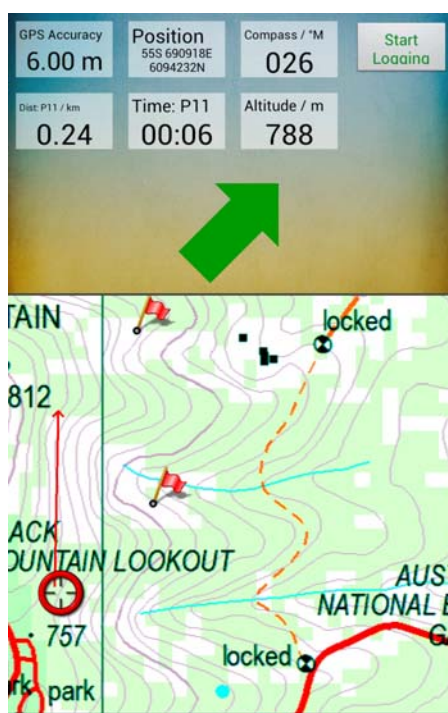 GPS Accuracy
6.00 m
Position
55S 690918E
6094232N
Compass / °M
026
Start
Logging
Dist: P11 / km
0.24
Time: P11
00:06
Altitude / m
788
TAIN
812
locked
ACK
OUNTAIN LOOKOUT
AUS
NATIONAL
757
locked
rk
park